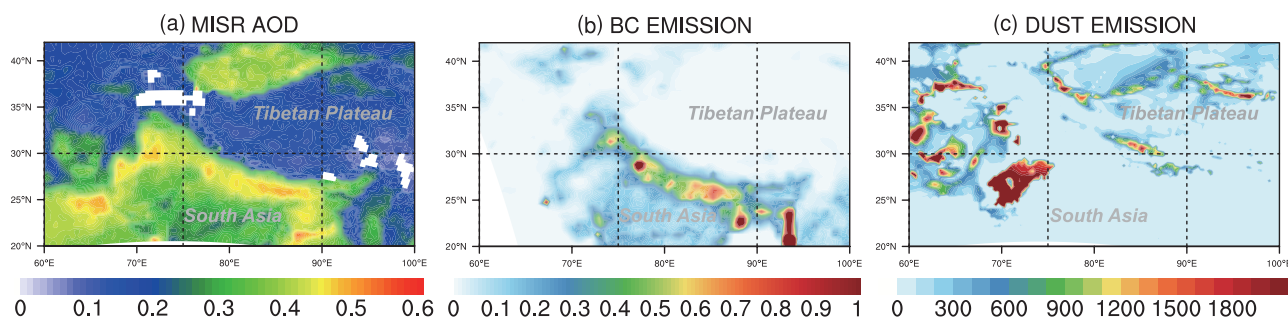 (a) MISR AOD
(b) BC EMISSION
(c) DUST EMISSION
40°N
35°N
30°N
25°N
20°N
60°E 70°E 80°E 90°E 100°E
Tibetan Plateau
South Asia
0 0.1 0.2 0.3 0.4 0.5 0.6
40°N
35°N
30°N
25°N
20°N
60°E 70°E 80°E 90°E 100°E
Tibetan Plateau
South Asia
0 0.1 0.2 0.3 0.4 0.5 0.6 0.7 0.8 0.9 1
40°N
35°N
30°N
25°N
20°N
60°E 70°E 80°E 90°E 100°E
Tibetan Plateau
South Asia
0 300 600 900 1200 1500 1800